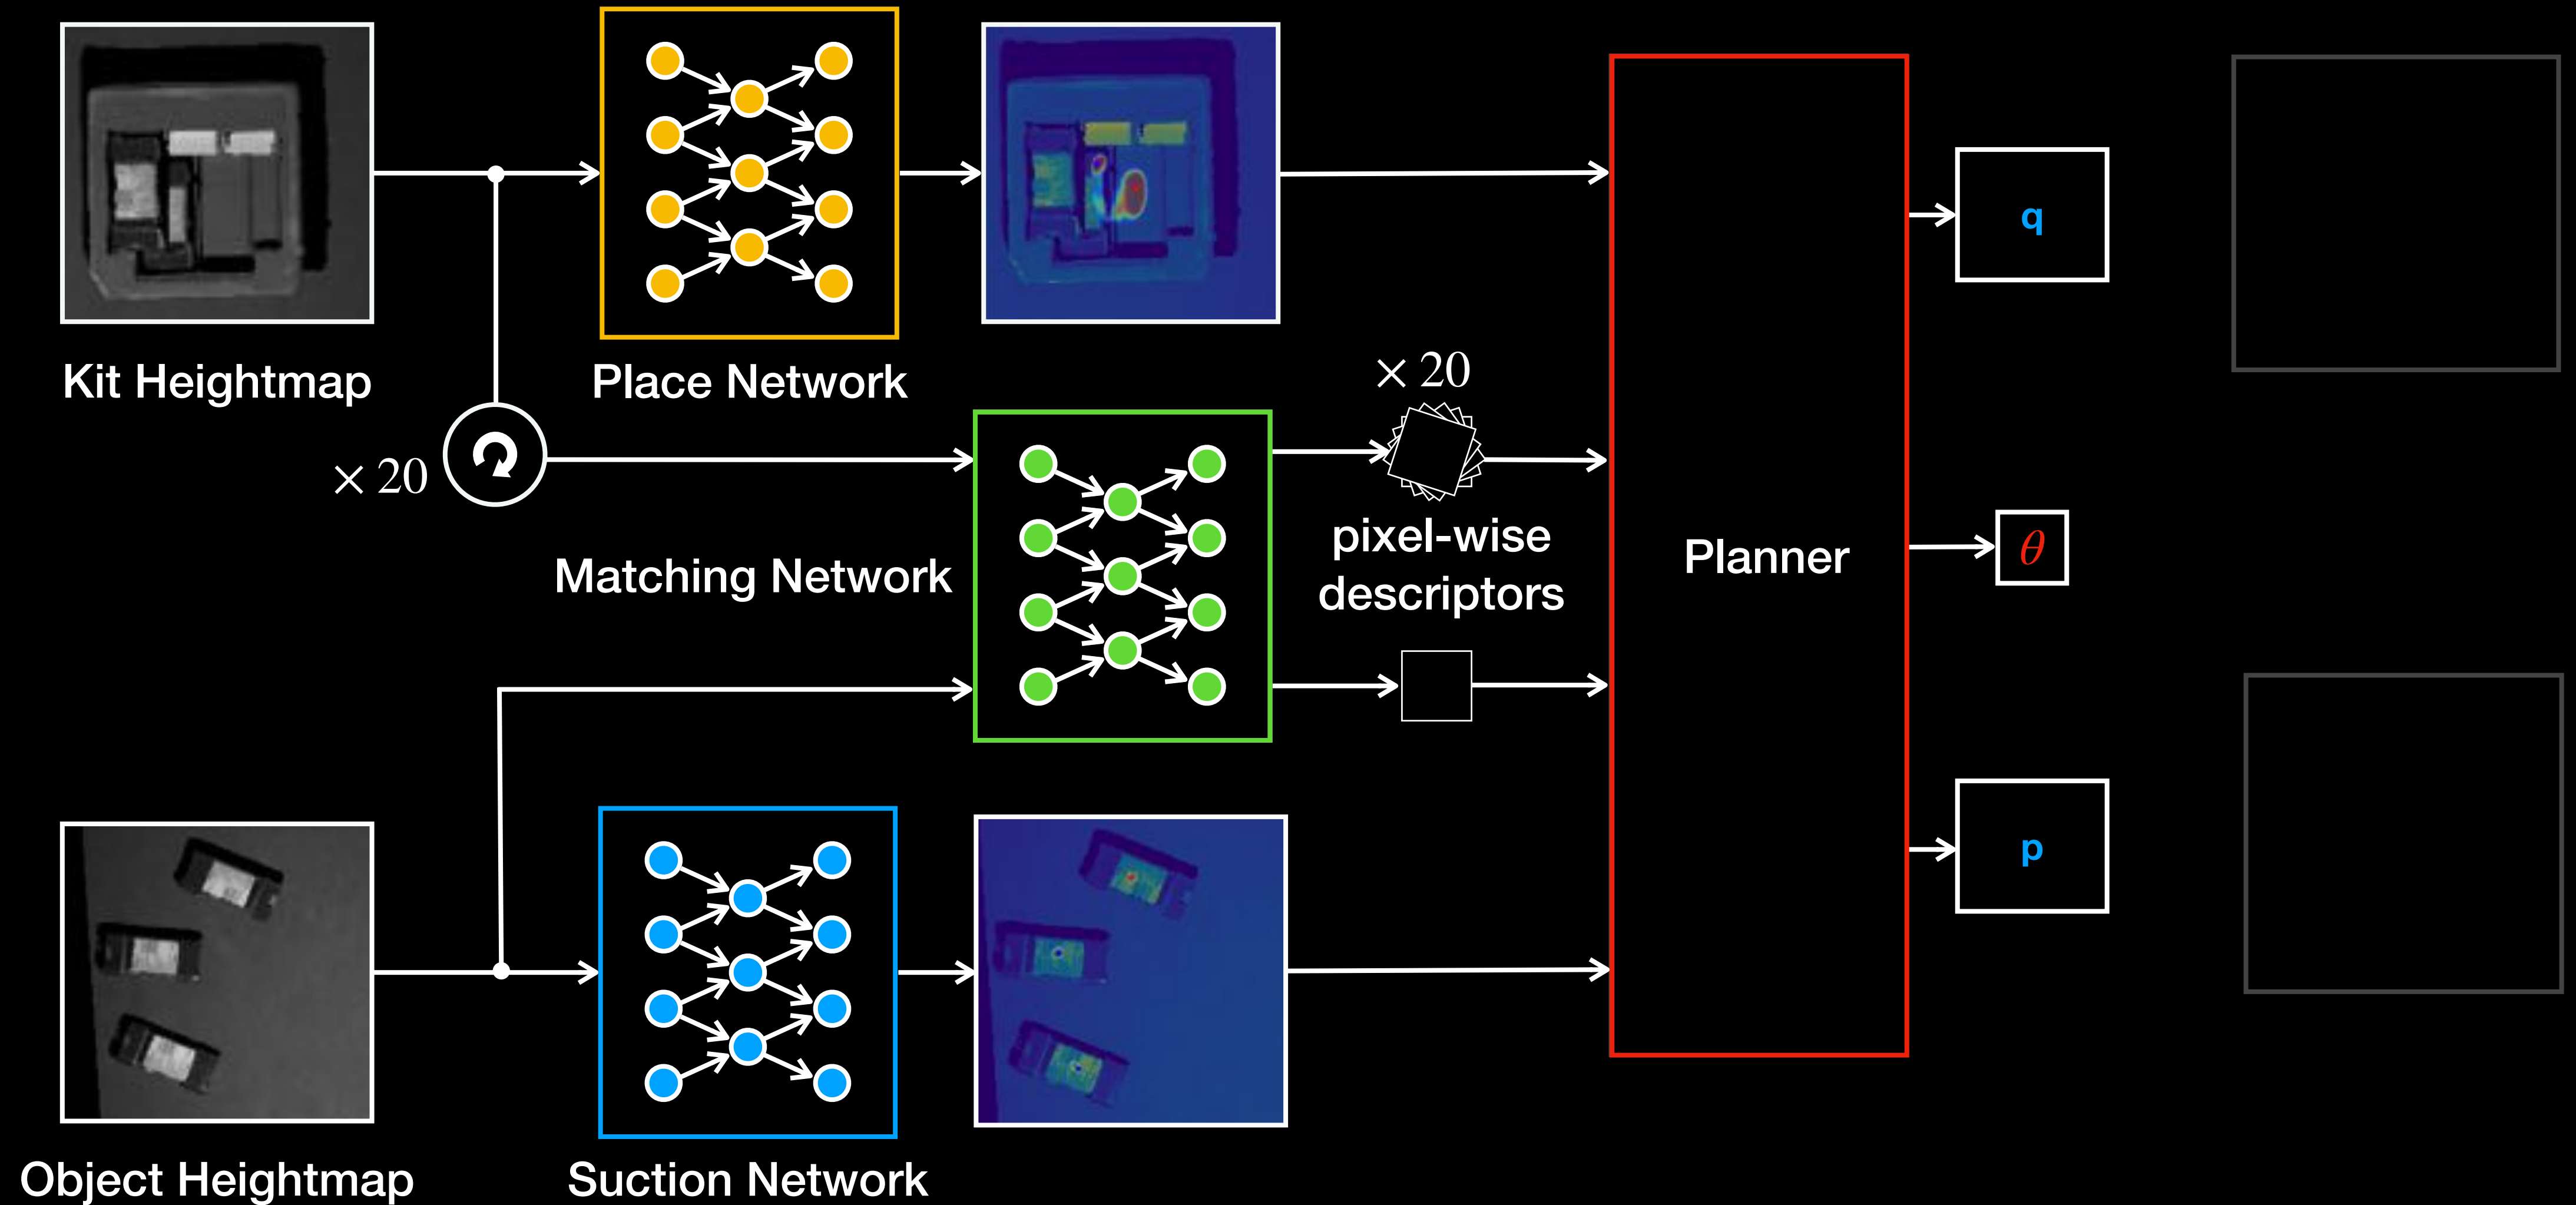 Kit Heightmap
Place Network
× 20
× 20
Matching Network
pixel-wise
descriptors
Planner
q
θ
p
Object Heightmap
Suction Network